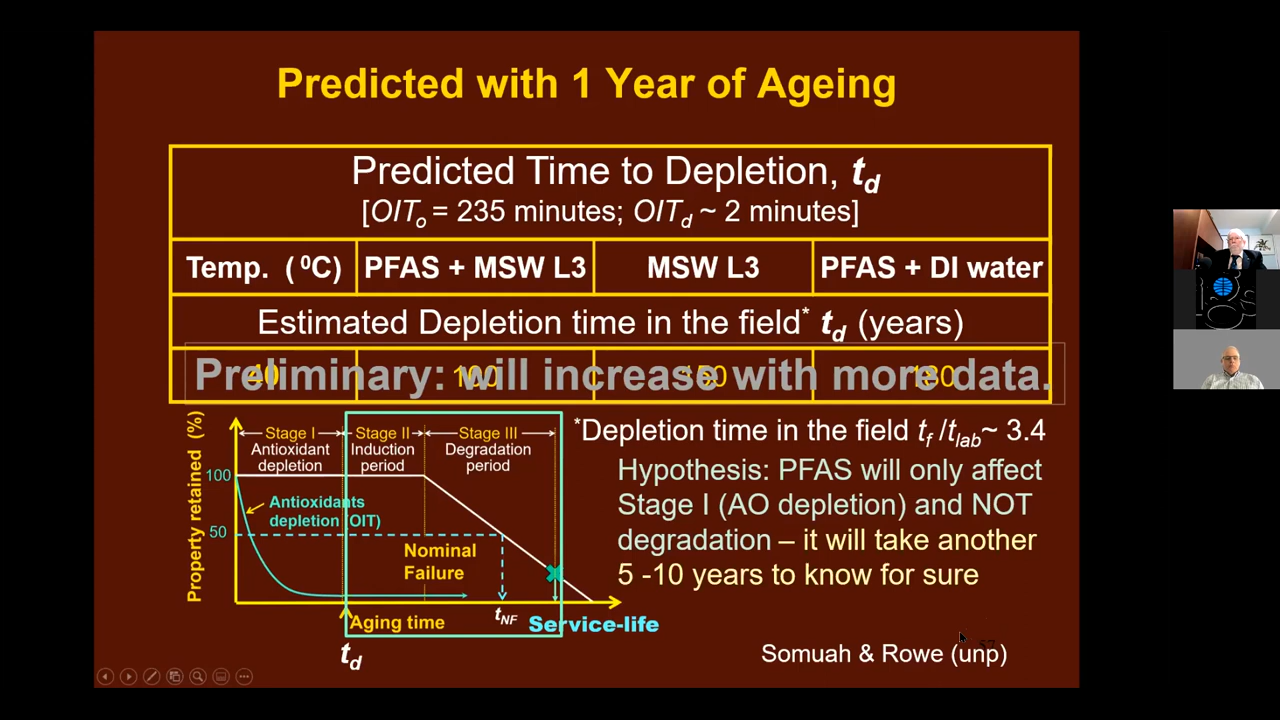 Predicted with 1 Year of Ageing
Predicted Time to Depletion, td
[OITo = 235 minutes; OITd ~ 2 minutes]
Temp. (⁰C) PFAS + MSW L3 MSW L3 PFAS + DI water
Estimated Depletion time in the field* td (years)
40 100
Preliminary: will increase with more data.
Property retained (%)
Stage I Stage II Stage III
Antioxidant Induction Degradation
depletion period period
100
Antioxidants
depletion (OIT)
50
Nominal
Failure
tNF
Aging time
Service-life
td
*Depletion time in the field tf /tlab~ 3.4
Hypothesis: PFAS will only affect
Stage I (AO depletion) and NOT
degradation – it will take another
5 -10 years to know for sure
Somuah & Rowe (unp)